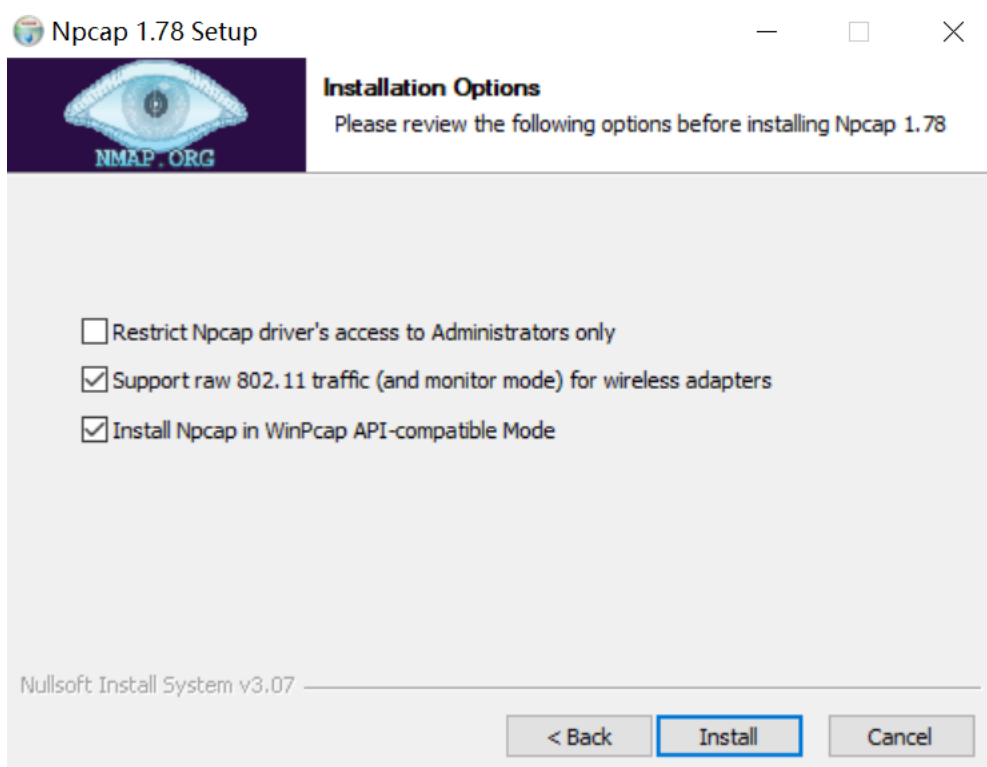 Npcap 1.78 Setup
NMAP.ORG
Installation Options
Please review the following options before installing Npcap 1.78
Restrict Npcap driver's access to Administrators only
Support raw 802.11 traffic (and monitor mode) for wireless adapters
Install Npcap in WinPcap API-compatible Mode
Nullsoft Install System v3.07
< Back Install Cancel